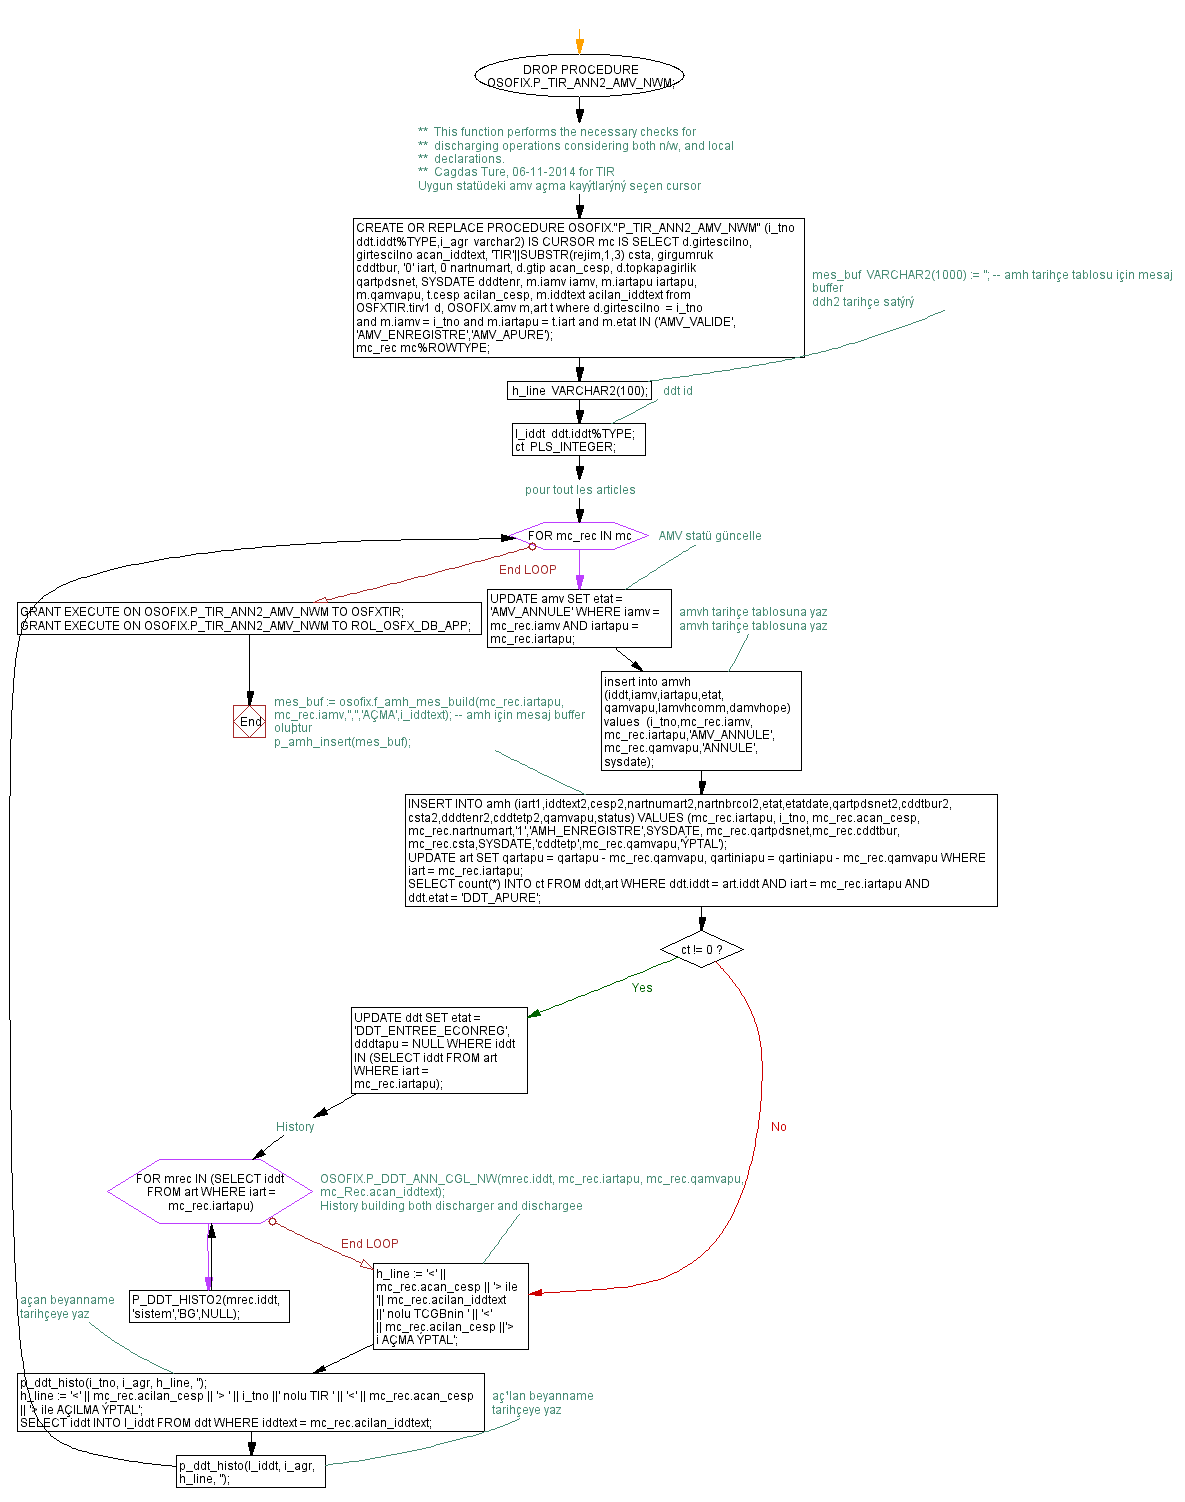 DROP PROCEDURE
OSOFIX.P_TIR_ANN2_AMV_NWM;
** This function performs the necessary checks for
** discharging operations considering both n/w, and local
** declarations.
** Cagdas Ture, 06-11-2014 for TIR
Uygun statüdeki amv açma kayýtlarýný seçen cursor
CREATE OR REPLACE PROCEDURE OSOFIX."P_TIR_ANN2_AMV_NWM" (i_tno
ddt.iddt%TYPE,i_agr varchar2) IS CURSOR mc IS SELECT d.girtescilno,
girtescilno acan_iddtext, 'TIR'||SUBSTR(rejim,1,3) csta, girgumruk
cddtbur, '0' iart, 0 nartnumart, d.gtip acan_cesp, d.topkapagirlik
qartpdsnet, SYSDATE dddtenr, m.iamv iamv, m.iartapu iartapu,
m.qamvapu, t.cesp acilan_cesp, m.iddtext acilan_iddtext from
OSFXTIR.tirv1 d, OSOFIX.amv m,art t where d.girtescilno = i_tno
and m.iamv = i_tno and m.iartapu = t.iart and m.etat IN ('AMV_VALIDE',
'AMV_ENREGISTRE','AMV_APURE');
mc_rec mc%ROWTYPE;
mes_buf VARCHAR2(1000) := ''; -- amh tarihçe tablosu için mesaj
buffer
ddh2 tarihçe satýrý
h_line VARCHAR2(100);
ddt id
l_iddt ddt.iddt%TYPE;
ct PLS_INTEGER;
pour tout les articles
FOR mc_rec IN mc
AMV statü güncelle
End LOOP
GRANT EXECUTE ON OSOFIX.P_TIR_ANN2_AMV_NWM TO OSFXTIR;
GRANT EXECUTE ON OSOFIX.P_TIR_ANN2_AMV_NWM TO ROL_OSFX_DB_APP;
UPDATE amv SET etat =
'AMV_ANNULE' WHERE iamv =
mc_rec.iamv AND iartapu =
mc_rec.iartapu;
amvh tarihçe tablosuna yaz
amvh tarihçe tablosuna yaz
insert into amvh
(iddt,iamv,iartapu,etat,
qamvapu,lamvhcomm,damvhope)
values (i_tno,mc_rec.iamv,
mc_rec.iartapu,'AMV_ANNULE',
mc_rec.qamvapu,'ANNULE',
sysdate);
End
mes_buf := osofix.f_amh_mes_build(mc_rec.iartapu,
mc_rec.iamv,'','','AÇMA',i_iddtext); -- amh için mesaj buffer
oluþtur
p_amh_insert(mes_buf);
INSERT INTO amh (iart1,iddtext2,cesp2,nartnumart2,nartnbrcol2,etat,etatdate,qartpdsnet2,cddtbur2,
csta2,dddtenr2,cddtetp2,qamvapu,status) VALUES (mc_rec.iartapu, i_tno, mc_rec.acan_cesp,
mc_rec.nartnumart,'1','AMH_ENREGISTRE',SYSDATE, mc_rec.qartpdsnet,mc_rec.cddtbur,
mc_rec.csta,SYSDATE,'cddtetp',mc_rec.qamvapu,'ÝPTAL');
UPDATE art SET qartapu = qartapu - mc_rec.qamvapu, qartiniapu = qartiniapu - mc_rec.qamvapu WHERE
iart = mc_rec.iartapu;
SELECT count(*) INTO ct FROM ddt,art WHERE ddt.iddt = art.iddt AND iart = mc_rec.iartapu AND
ddt.etat = 'DDT_APURE';
ct != 0 ?
Yes
UPDATE ddt SET etat =
'DDT_ENTREE_ECONREG',
dddtapu = NULL WHERE iddt
IN (SELECT iddt FROM art
WHERE iart =
mc_rec.iartapu);
No
History
FOR mrec IN (SELECT iddt
FROM art WHERE iart =
mc_rec.iartapu)
OSOFIX.P_DDT_ANN_CGL_NW(mrec.iddt, mc_rec.iartapu, mc_rec.qamvapu,
mc_Rec.acan_iddtext);
History building both discharger and dischargee
End LOOP
P_DDT_HISTO2(mrec.iddt,
'sistem','BG',NULL);
h_line := '<' ||
mc_rec.acan_cesp || '> ile
'|| mc_rec.acilan_iddtext
||' nolu TCGBnin ' || '<'
|| mc_rec.acilan_cesp ||'>
i AÇMA ÝPTAL';
açan beyanname
tarihçeye yaz
p_ddt_histo(i_tno, i_agr, h_line, '');
h_line := '<' || mc_rec.acilan_cesp || '> ' || i_tno ||' nolu TIR ' || '<' || mc_rec.acan_cesp
|| '> ile AÇILMA ÝPTAL';
SELECT iddt INTO l_iddt FROM ddt WHERE iddtext = mc_rec.acilan_iddtext;
aç'lan beyanname
tarihçeye yaz
p_ddt_histo(l_iddt, i_agr,
h_line, '');